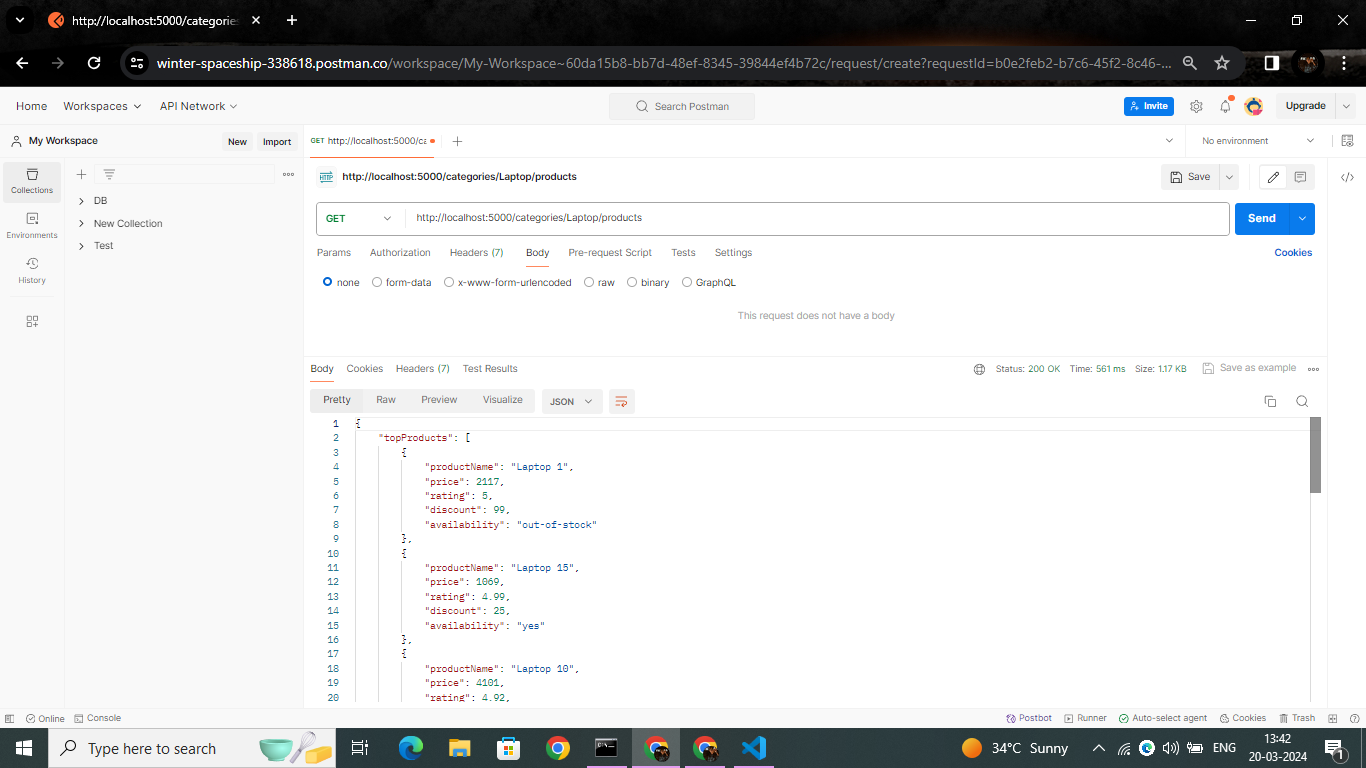 http://localhost:5000/categories
winter-spaceship-338618.postman.co/workspace/My-Workspace~60da15b8-bb7d-48ef-8345-39844ef4b72c/request/create?requestId=b0e2feb2-b7c6-45f2-8c46-...
Home Workspaces API Network Search Postman Invite Upgrade
My Workspace New Import GET http://localhost:5000/ca No environment
Collections
Environments
History
DB
New Collection
Test
HTTP http://localhost:5000/categories/Laptop/products Save
GET http://localhost:5000/categories/Laptop/products Send
Params Authorization Headers (7) Body Pre-request Script Tests Settings Cookies
none form-data x-www-form-urlencoded raw binary GraphQL
This request does not have a body
Body Cookies Headers (7) Test Results Status: 200 OK Time: 561 ms Size: 1.17 KB Save as example
Pretty Raw Preview Visualize JSON
1 {
2 "topProducts": [
3 {
4 "productName": "Laptop 1",
5 "price": 2117,
6 "rating": 5,
7 "discount": 99,
8 "availability": "out-of-stock"
9 },
10 {
11 "productName": "Laptop 15",
12 "price": 1069,
13 "rating": 4.99,
14 "discount": 25,
15 "availability": "yes"
16 },
17 {
18 "productName": "Laptop 10",
19 "price": 4101,
20 "rating": 4.92,
Online Console Postbot Runner Auto-select agent Cookies Trash
Type here to search 34°C Sunny ENG 13:42
20-03-2024 1